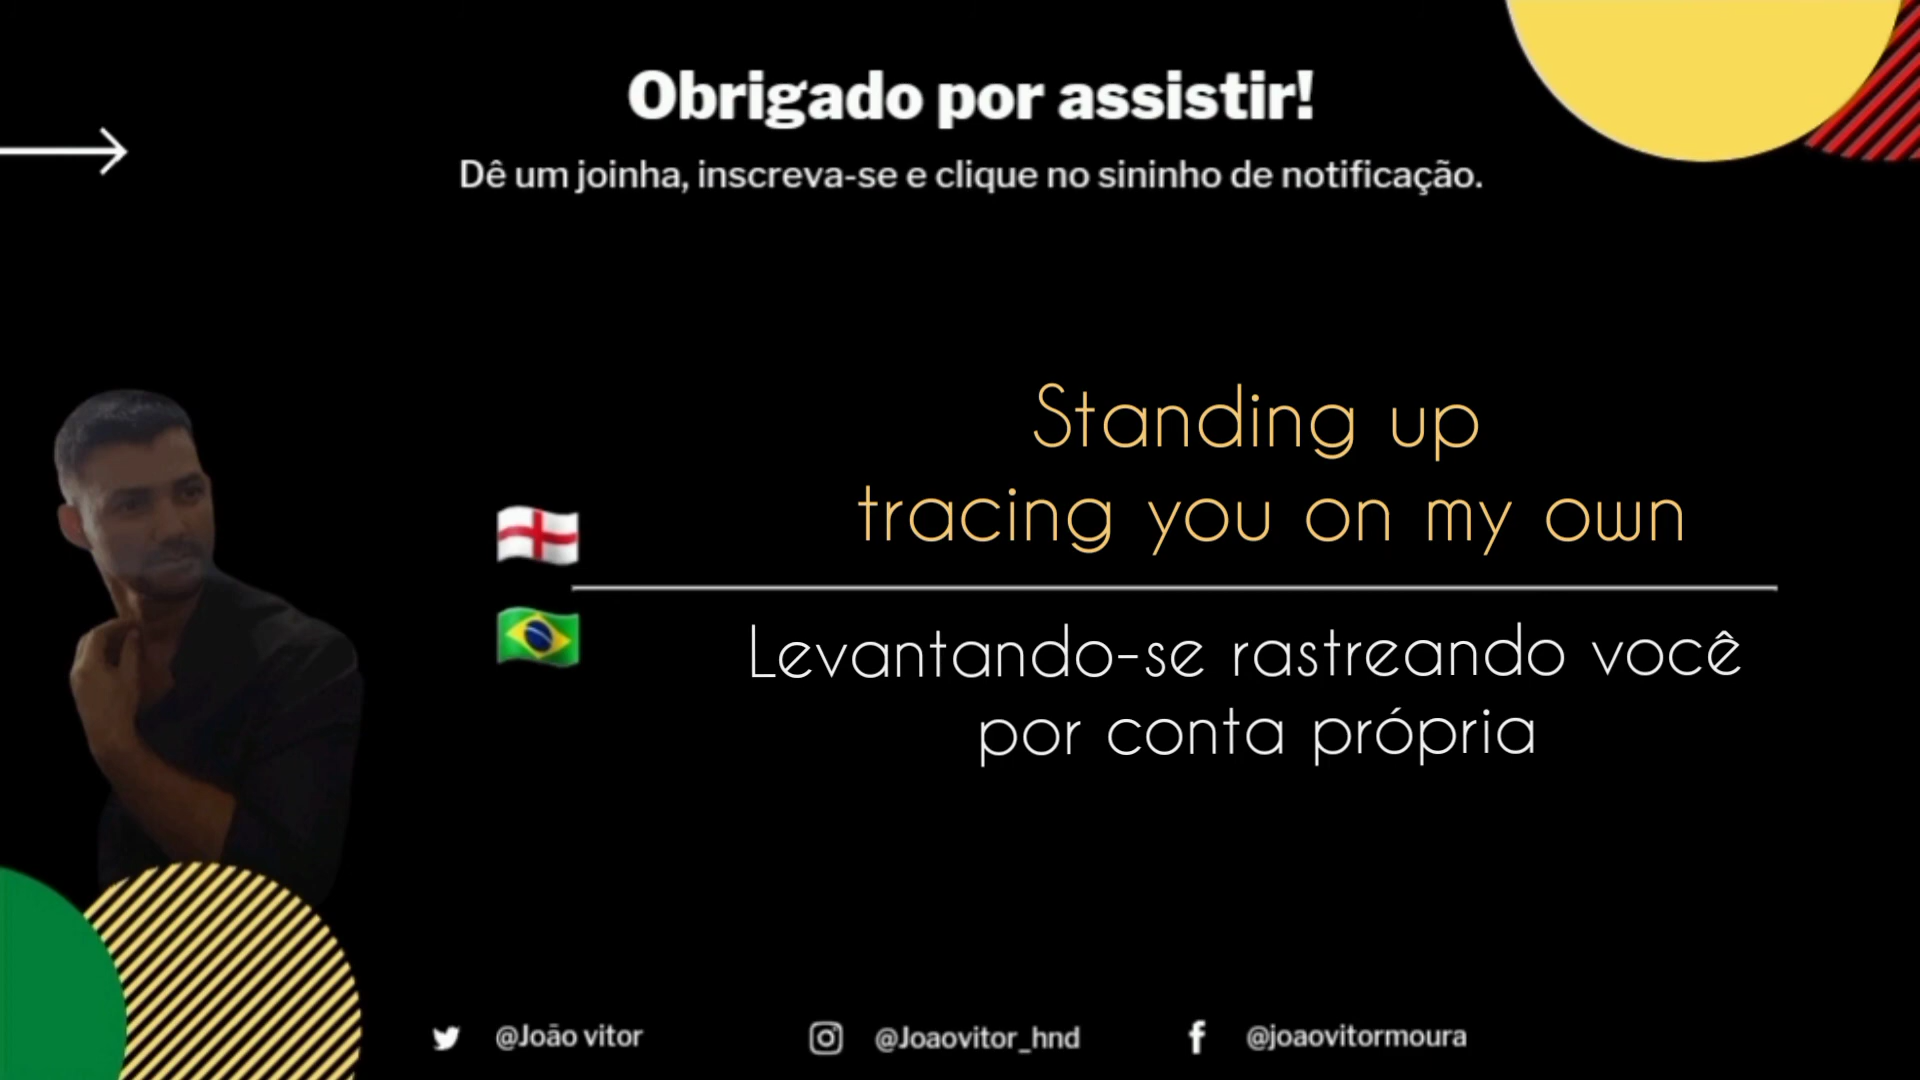 Obrigado por assistir!
Dê um joinha, inscreva-se e clique no sininho de notificação.
Standing up
tracing you on my own
Levantando-se rastreando você
por conta própria
@João vitor
@Joaovitor_hnd
@joaovitormoura